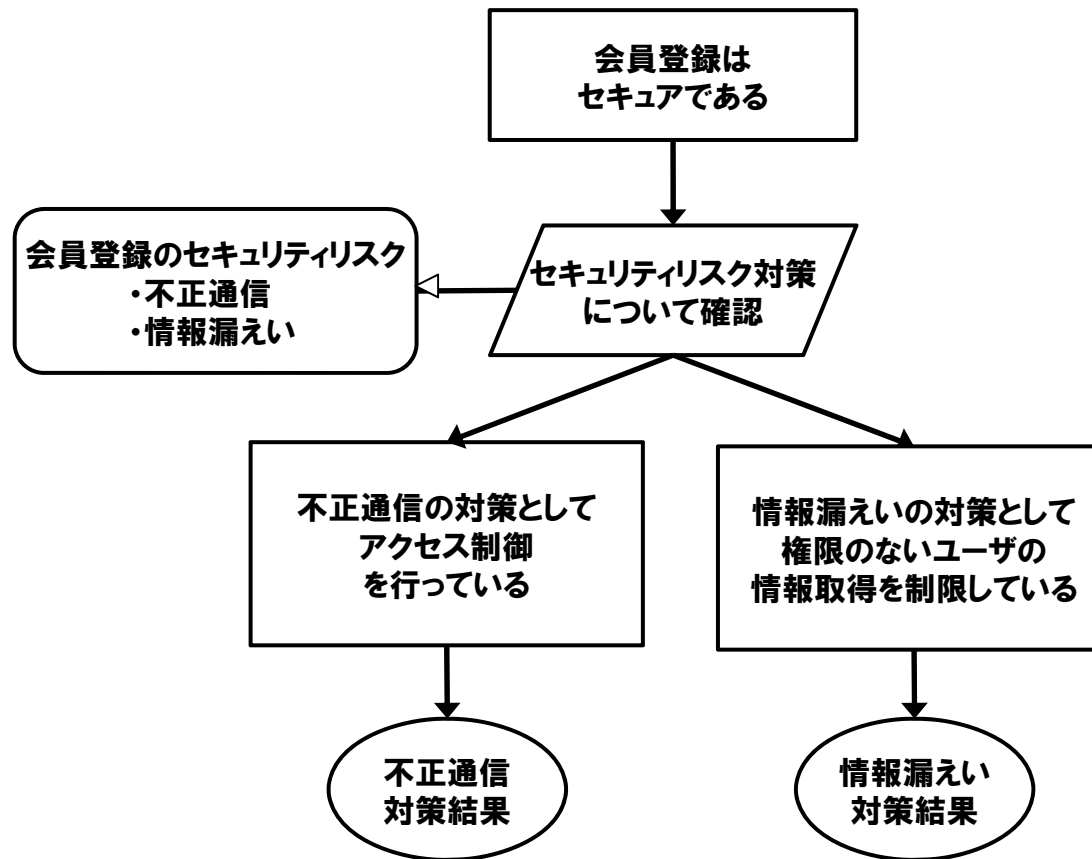 会員登録は
セキュアである
会員登録のセキュリティリスク
・不正通信
・情報漏えい
セキュリティリスク対策
について確認
不正通信の対策として
アクセス制御
を行っている
情報漏えいの対策として
権限のないユーザの
情報取得を制限している
不正通信
対策結果
情報漏えい
対策結果